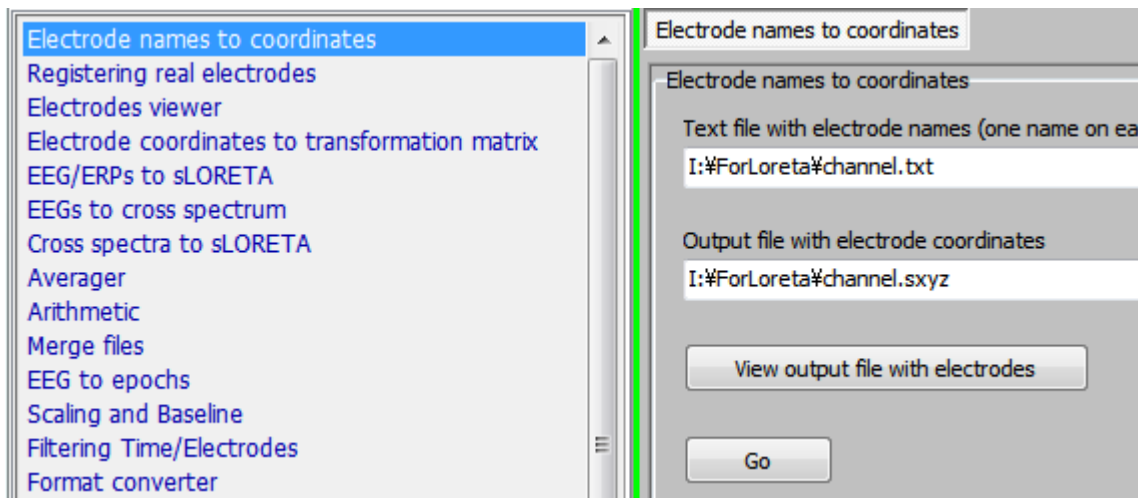 Electrode names to coordinates
Registering real electrodes
Electrodes viewer
Electrode coordinates to transformation matrix
EEG/ERPs to sLORETA
EEGs to cross spectrum
Cross spectra to sLORETA
Averager
Arithmetic
Merge files
EEG to epochs
Scaling and Baseline
Filtering Time/Electrodes
Format converter
Electrode names to coordinates
Electrode names to coordinates
Text file with electrode names (one name on ea
I:¥ForLoreta¥channel.txt
Output file with electrode coordinates
I:¥ForLoreta¥channel.sxyz
View output file with electrodes
Go